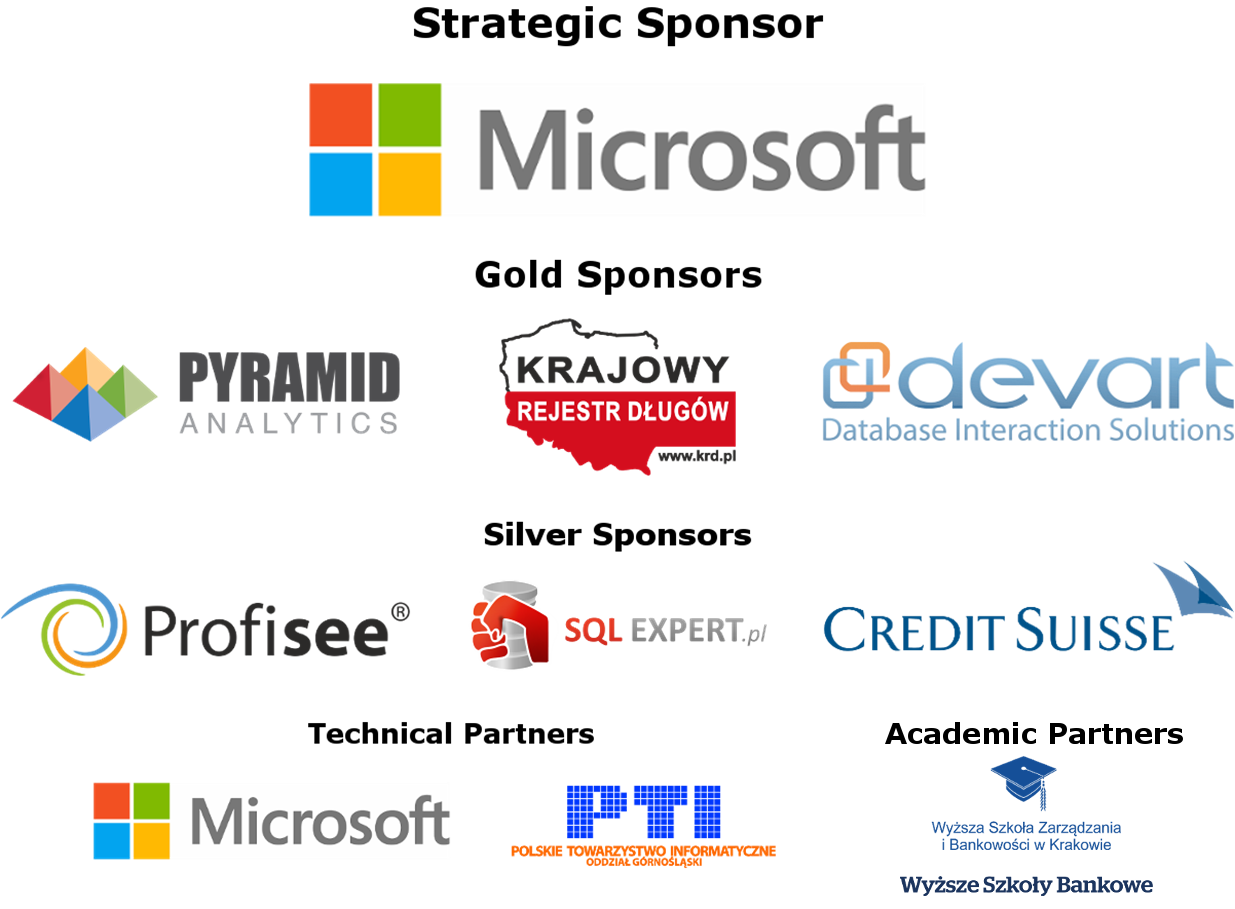 Strategic Sponsor
Microsoft
Gold Sponsors
PYRAMID
ANALYTICS
KRAJOWY
REJESTR DŁUGÓW
www.krd.pl
devart
Database Interaction Solutions
Silver Sponsors
Profisee®
SQL EXPERT.pl
CREDIT SUISSE
Technical Partners
Microsoft
PTI
POLSKIE TOWARZYSTWO INFORMATYCZNE
ODDZIAŁ GÓRNOŚLĄSKI
Academic Partners
Wyższa Szkoła Zarządzania
i Bankowości w Krakowie
Wyższe Szkoły Bankowe